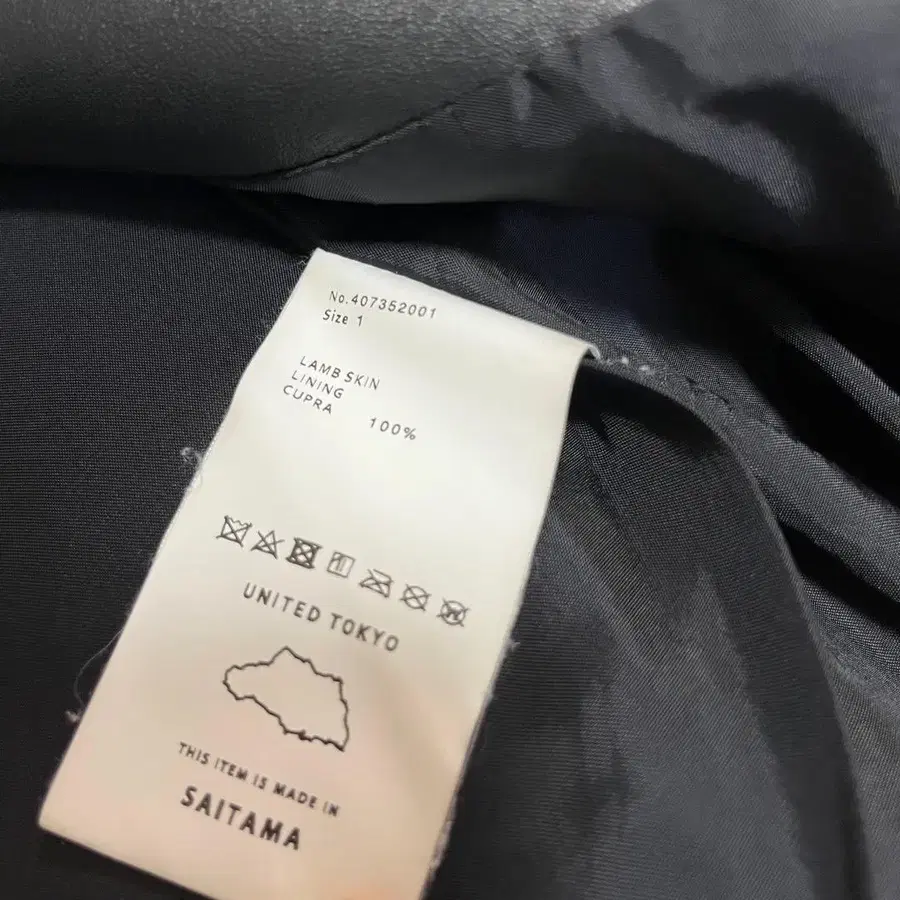 No.407352001
Size 1
LAMB SKIN
LINING
CUPRA 100%
UNITED TOKYO
THIS ITEM IS MADE IN
SAITAMA